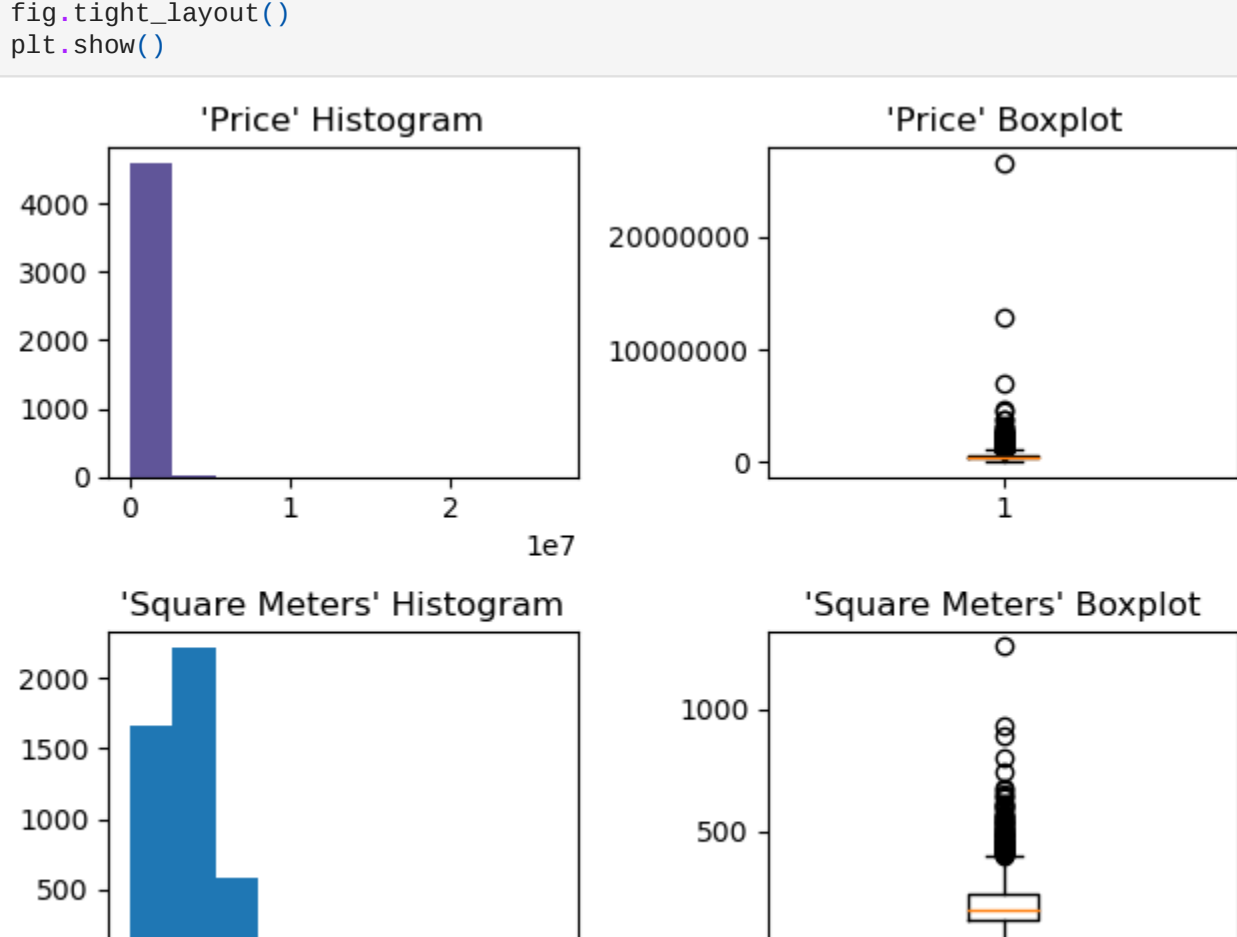 fig.tight_layout()
plt.show()
'Price' Histogram
4000
3000
2000
1000
0
0 1 2
1e7
'Price' Boxplot
20000000
10000000
0
1
'Square Meters' Histogram
2000
1500
1000
500
'Square Meters' Boxplot
1000
500